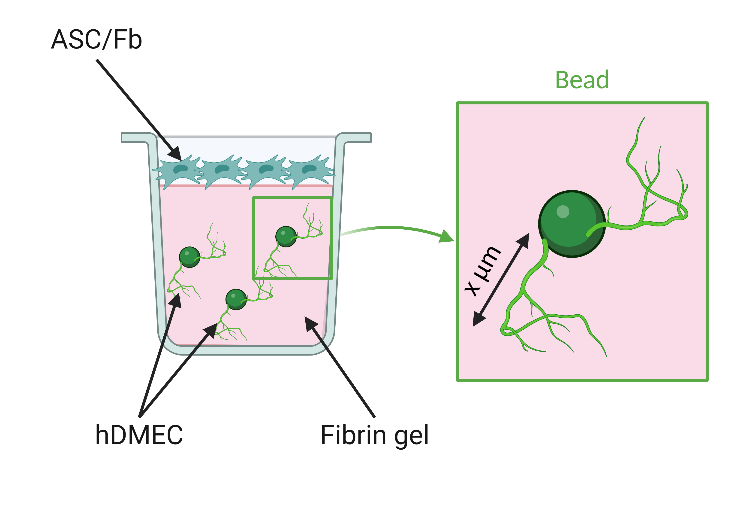 ASC/Fb
Bead
x µm
hDMEC
Fibrin gel